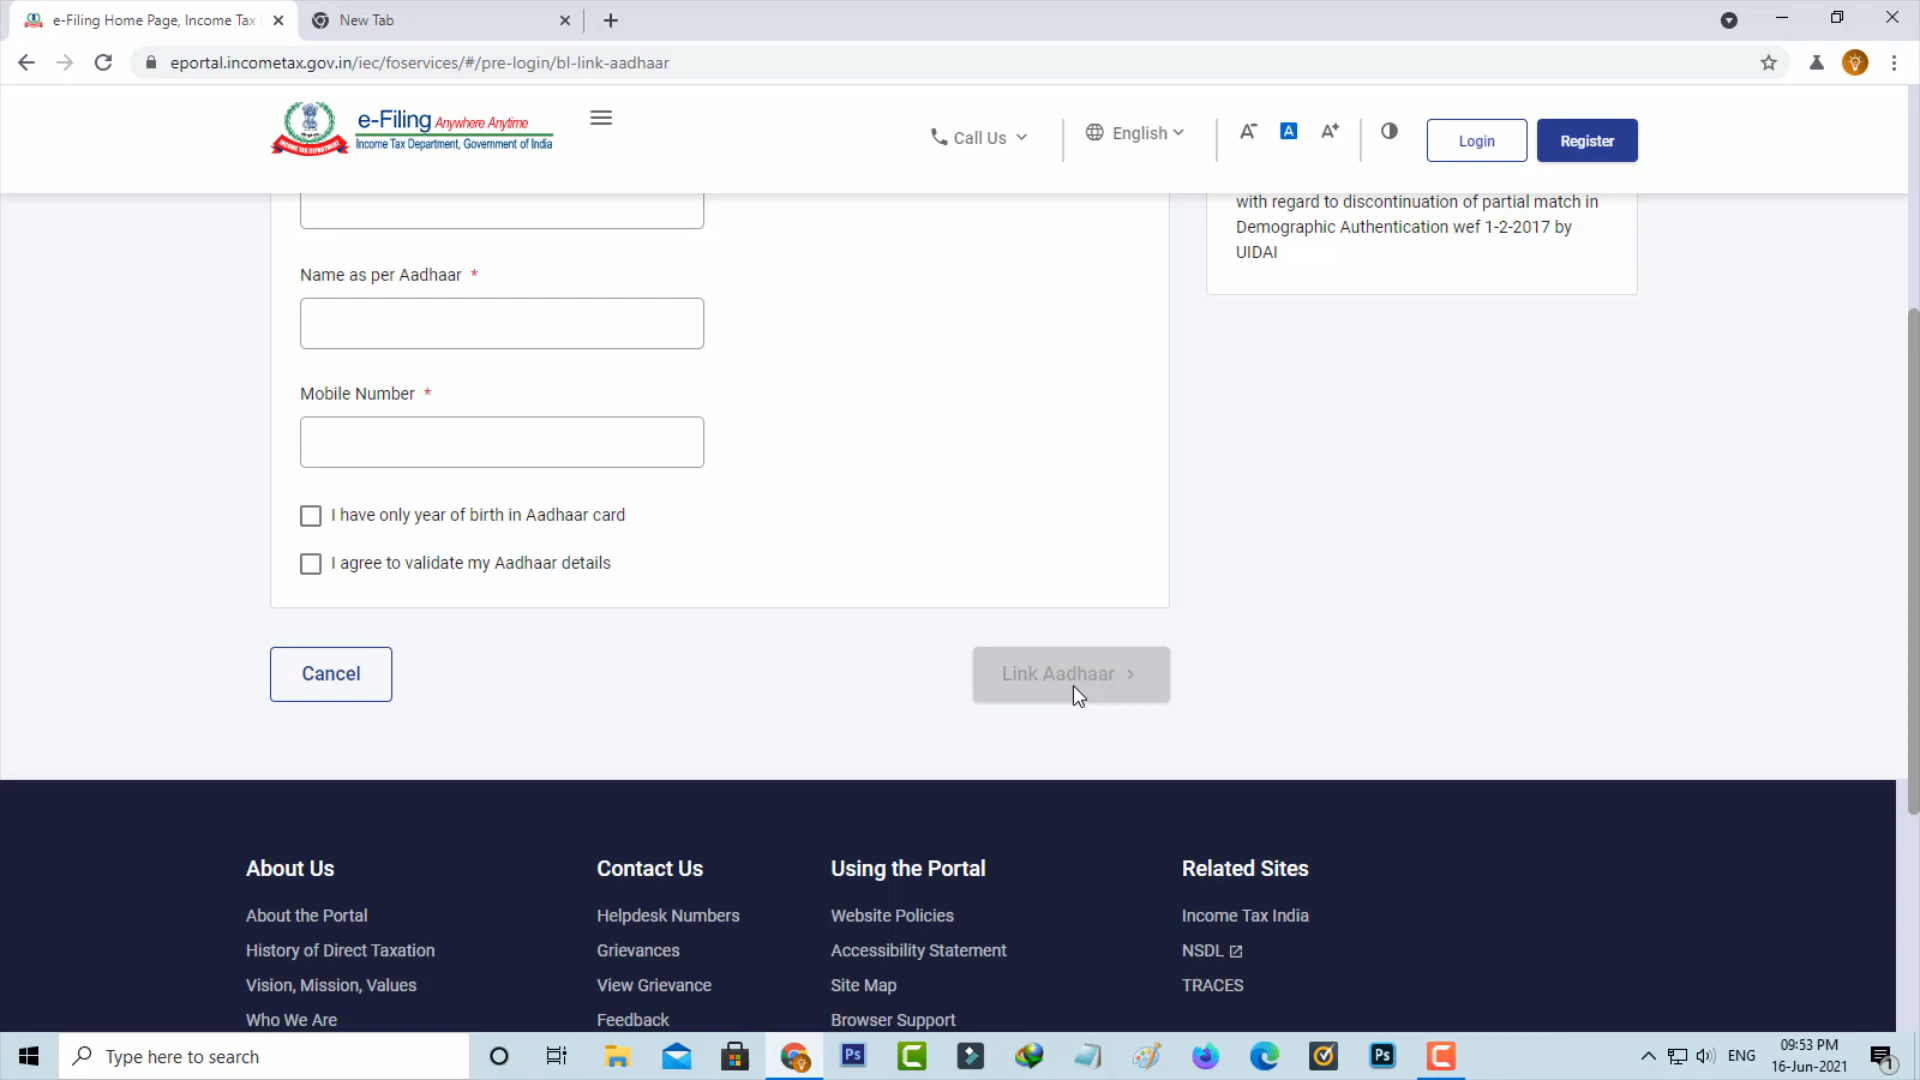 e-Filing Home Page, Income Tax
New Tab
eportal.incometax.gov.in/iec/foservices/#/pre-login/bl-link-aadhaar
e-Filing Anywhere Anytime
Income Tax Department, Government of India
Call Us
English
A-
A
A+
Login
Register
with regard to discontinuation of partial match in
Demographic Authentication wef 1-2-2017 by
UIDAI
Name as per Aadhaar *
Mobile Number *
I have only year of birth in Aadhaar card
I agree to validate my Aadhaar details
Cancel
Link Aadhaar >
About Us
Contact Us
Using the Portal
Related Sites
About the Portal
Helpdesk Numbers
Website Policies
Income Tax India
History of Direct Taxation
Grievances
Accessibility Statement
NSDL
Vision, Mission, Values
View Grievance
Site Map
TRACES
Who We Are
Feedback
Browser Support
Type here to search
Ps
Ps
ENG
09:53 PM
16-Jun-2021
1